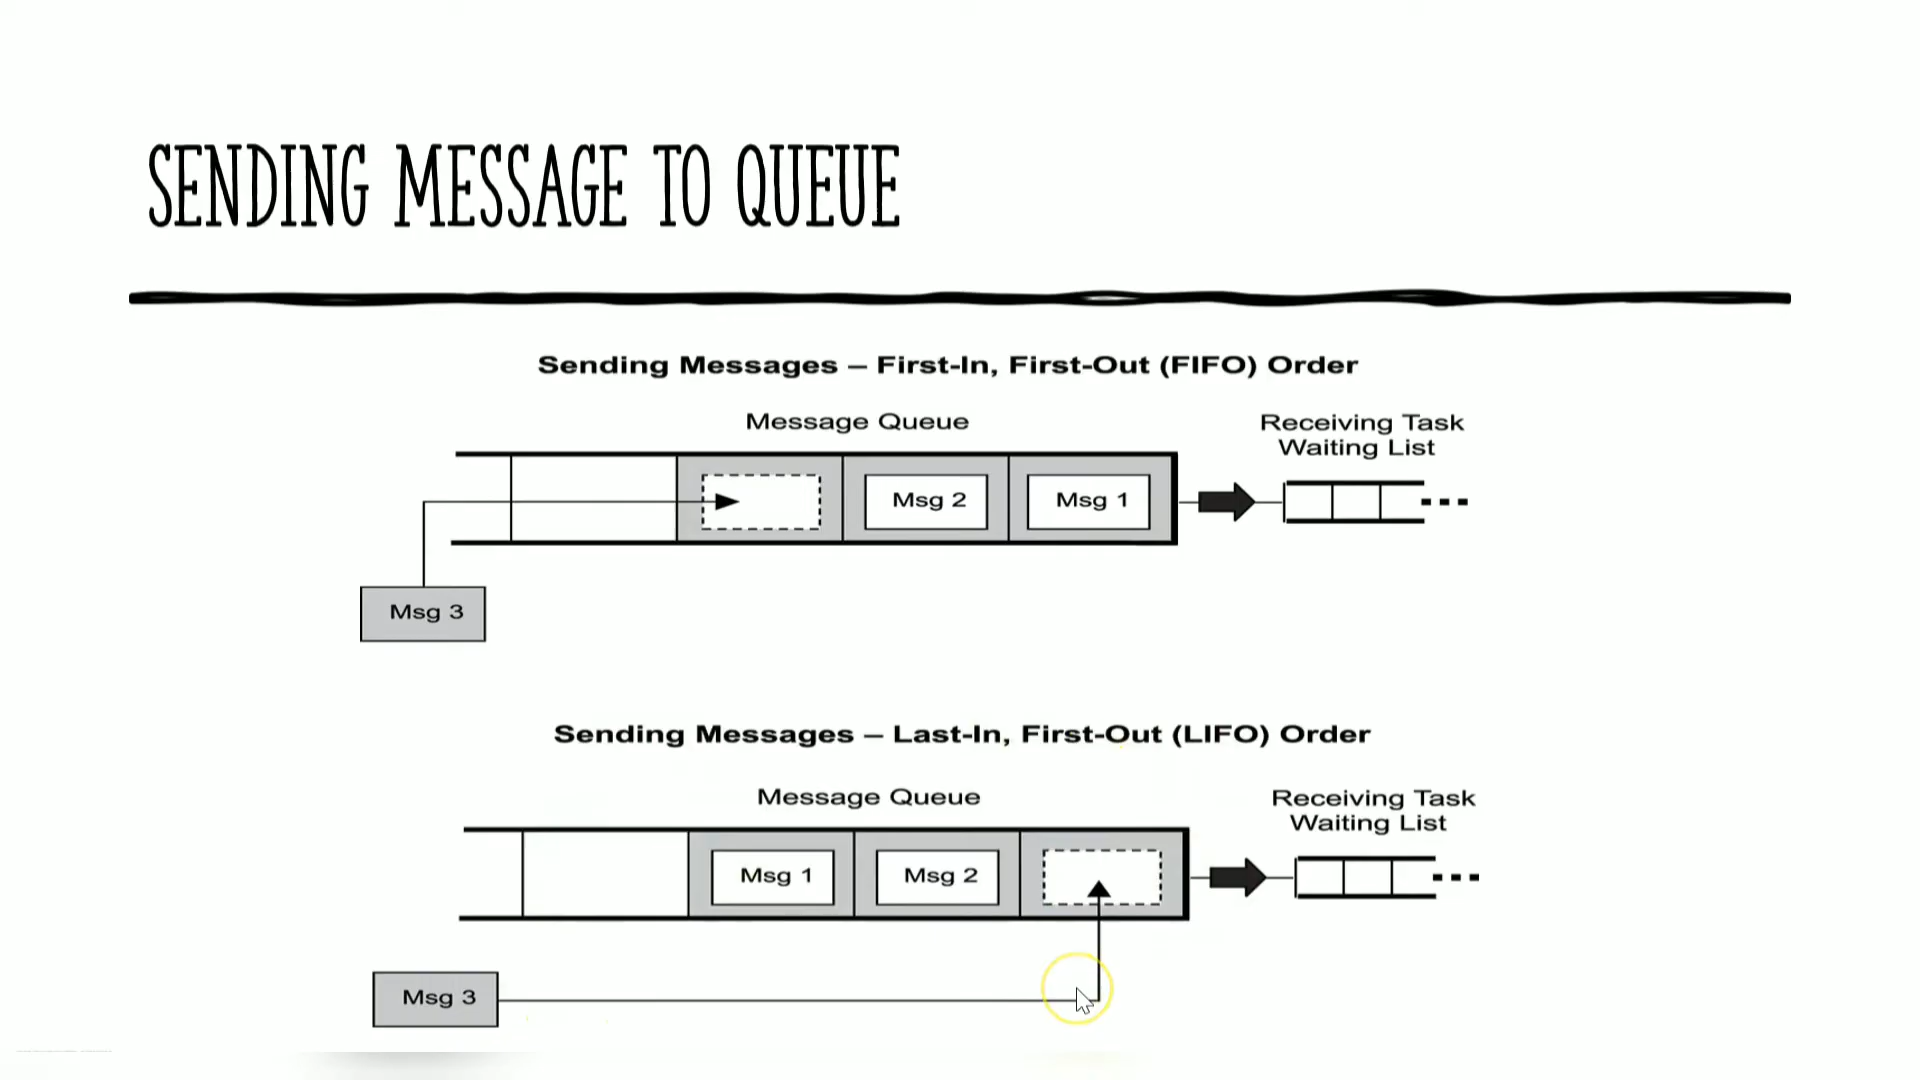 SENDING MESSAGE TO QUEUE
Sending Messages – First-In, First-Out (FIFO) Order
Message Queue
Receiving Task
Waiting List
Msg 2
Msg 1
Msg 3
Sending Messages – Last-In, First-Out (LIFO) Order
Message Queue
Receiving Task
Waiting List
Msg 1
Msg 2
Msg 3